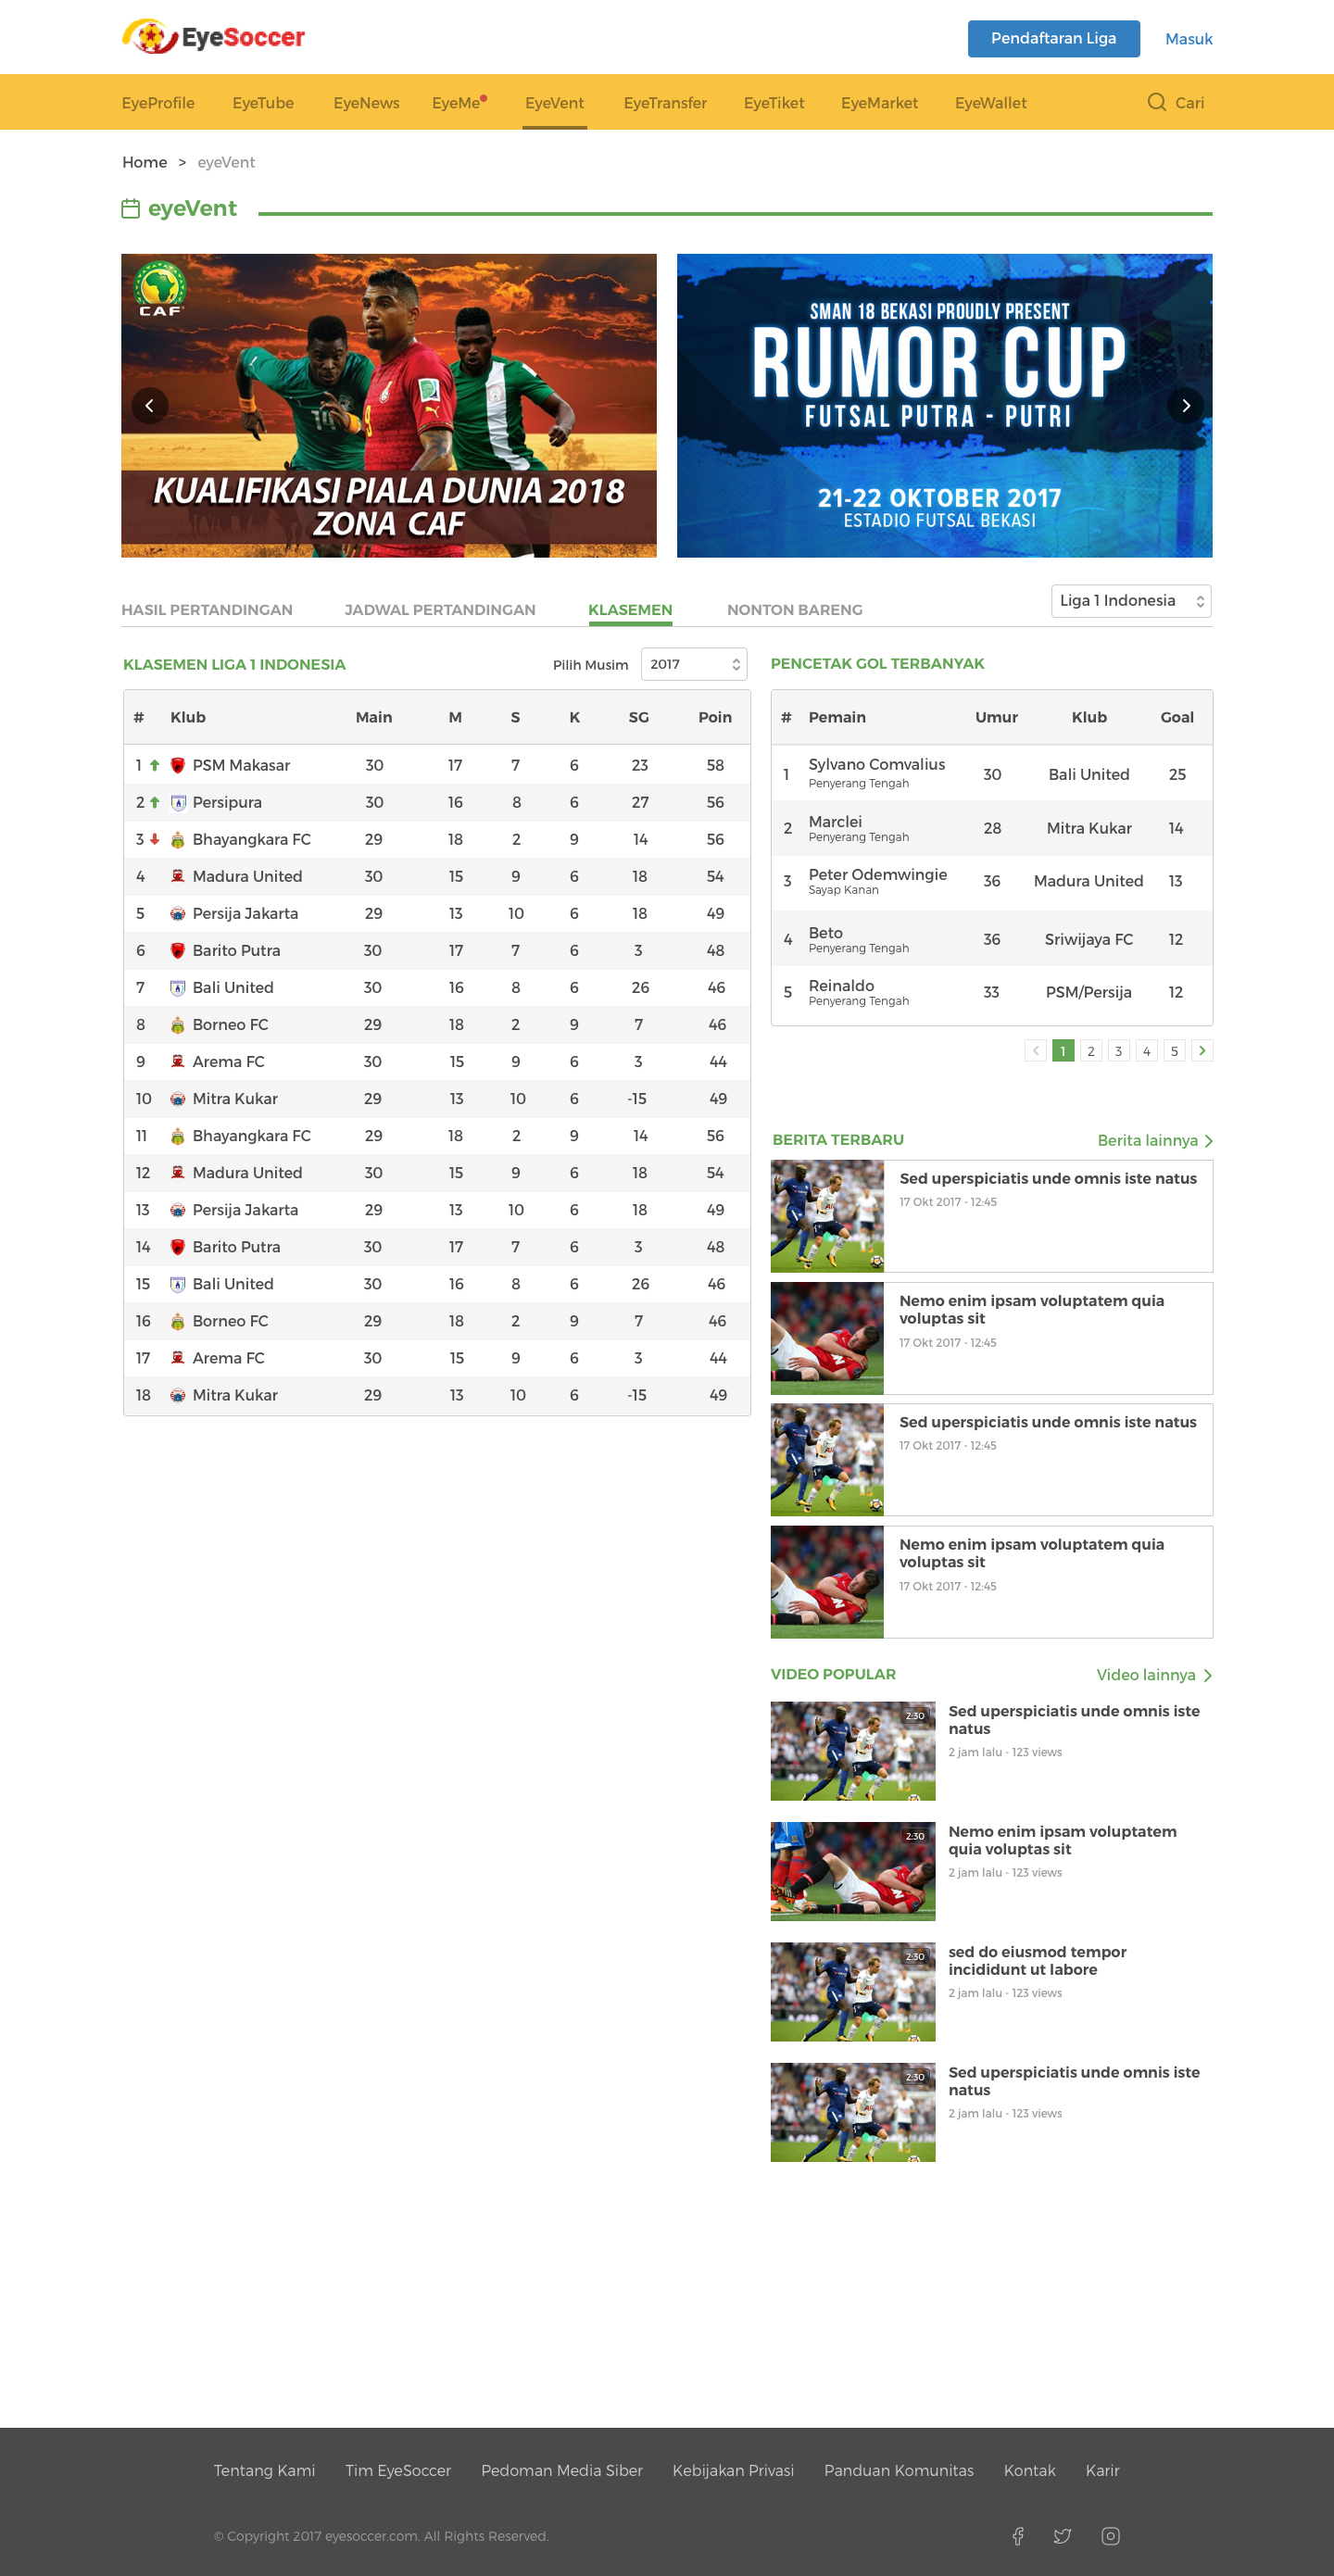 EyeSoccer
Pendaftaran Liga
Masuk
EyeProfile EyeTube EyeNews EyeMe EyeVent EyeTransfer EyeTiket EyeMarket EyeWallet Cari
Home > eyeVent
eyeVent
CAF
KUALIFIKASI PIALA DUNIA 2018
ZONA CAF
SMAN 18 BEKASI PROUDLY PRESENT
RUMOR CUP
FUTSAL PUTRA - PUTRI
21-22 OKTOBER 2017
ESTADIO FUTSAL BEKASI
HASIL PERTANDINGAN JADWAL PERTANDINGAN KLASEMEN NONTON BARENG
Liga 1 Indonesia
KLASEMEN LIGA 1 INDONESIA
Pilih Musim 2017
# Klub Main M S K SG Poin
1 PSM Makasar 30 17 7 6 23 58
2 Persipura 30 16 8 6 27 56
3 Bhayangkara FC 29 18 2 9 14 56
4 Madura United 30 15 9 6 18 54
5 Persija Jakarta 29 13 10 6 18 49
6 Barito Putra 30 17 7 6 3 48
7 Bali United 30 16 8 6 26 46
8 Borneo FC 29 18 2 9 7 46
9 Arema FC 30 15 9 6 3 44
10 Mitra Kukar 29 13 10 6 -15 49
11 Bhayangkara FC 29 18 2 9 14 56
12 Madura United 30 15 9 6 18 54
13 Persija Jakarta 29 13 10 6 18 49
14 Barito Putra 30 17 7 6 3 48
15 Bali United 30 16 8 6 26 46
16 Borneo FC 29 18 2 9 7 46
17 Arema FC 30 15 9 6 3 44
18 Mitra Kukar 29 13 10 6 -15 49
PENCETAK GOL TERBANYAK
# Pemain Umur Klub Goal
1 Sylvano Comvalius 30 Bali United 25
Penyerang Tengah
2 Marclei 28 Mitra Kukar 14
Penyerang Tengah
3 Peter Odemwingie 36 Madura United 13
Sayap Kanan
4 Beto 36 Sriwijaya FC 12
Penyerang Tengah
5 Reinaldo 33 PSM/Persija 12
Penyerang Tengah
1 2 3 4 5
BERITA TERBARU
Berita lainnya
Sed uperspiciatis unde omnis iste natus
17 Okt 2017 - 12:45
Nemo enim ipsam voluptatem quia
voluptas sit
17 Okt 2017 - 12:45
Sed uperspiciatis unde omnis iste natus
17 Okt 2017 - 12:45
Nemo enim ipsam voluptatem quia
voluptas sit
17 Okt 2017 - 12:45
VIDEO POPULAR
Video lainnya
2:30
Sed uperspiciatis unde omnis iste
natus
2 jam lalu - 123 views
2:30
Nemo enim ipsam voluptatem
quia voluptas sit
2 jam lalu - 123 views
2:30
sed do eiusmod tempor
incididunt ut labore
2 jam lalu - 123 views
2:30
Sed uperspiciatis unde omnis iste
natus
2 jam lalu - 123 views
Tentang Kami Tim EyeSoccer Pedoman Media Siber Kebijakan Privasi Panduan Komunitas Kontak Karir
© Copyright 2017 eyesoccer.com. All Rights Reserved.